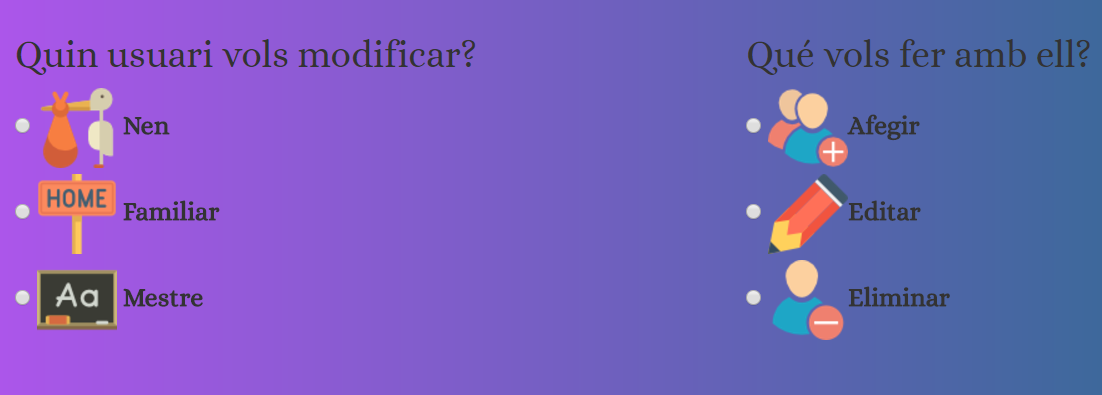 Quin usuari vols modificar?
Nen
HOME
Familiar
Aa
Mestre
Qué vols fer amb ell?
Afegir
Editar
Eliminar